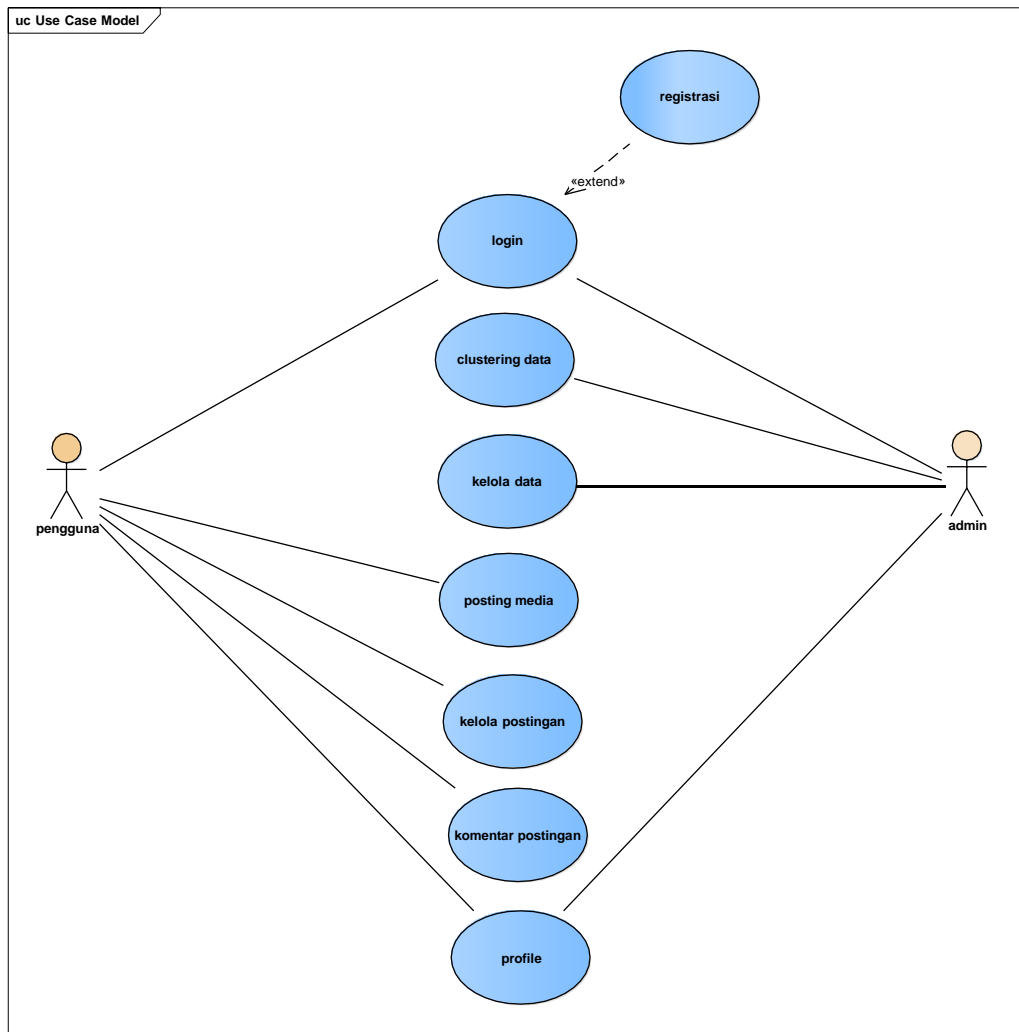 uc Use Case Model
registrasi
«extend»
login
clustering data
kelola data
pengguna
admin
posting media
kelola postingan
komentar postingan
profile